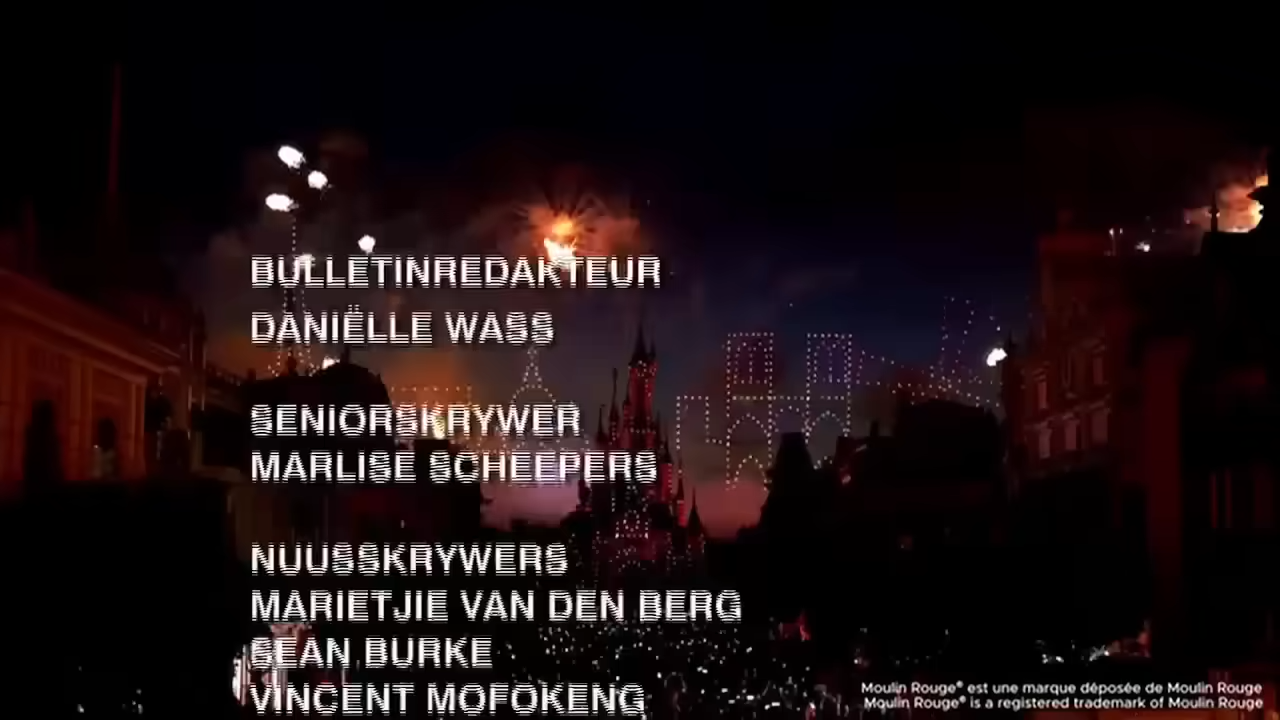 BULLETINREDAKTEUR
DANIËLLE WASS
SENIORSKRYWER
MARLISE SCHEEPERS
NUUSSKRYWERS
MARIETJIE VAN DEN BERG
SEAN BURKE
VINCENT MOFOKENG
Moulin Rouge® est une marque déposée de Moulin Rouge
Moulin Rouge® is a registered trademark of Moulin Rouge